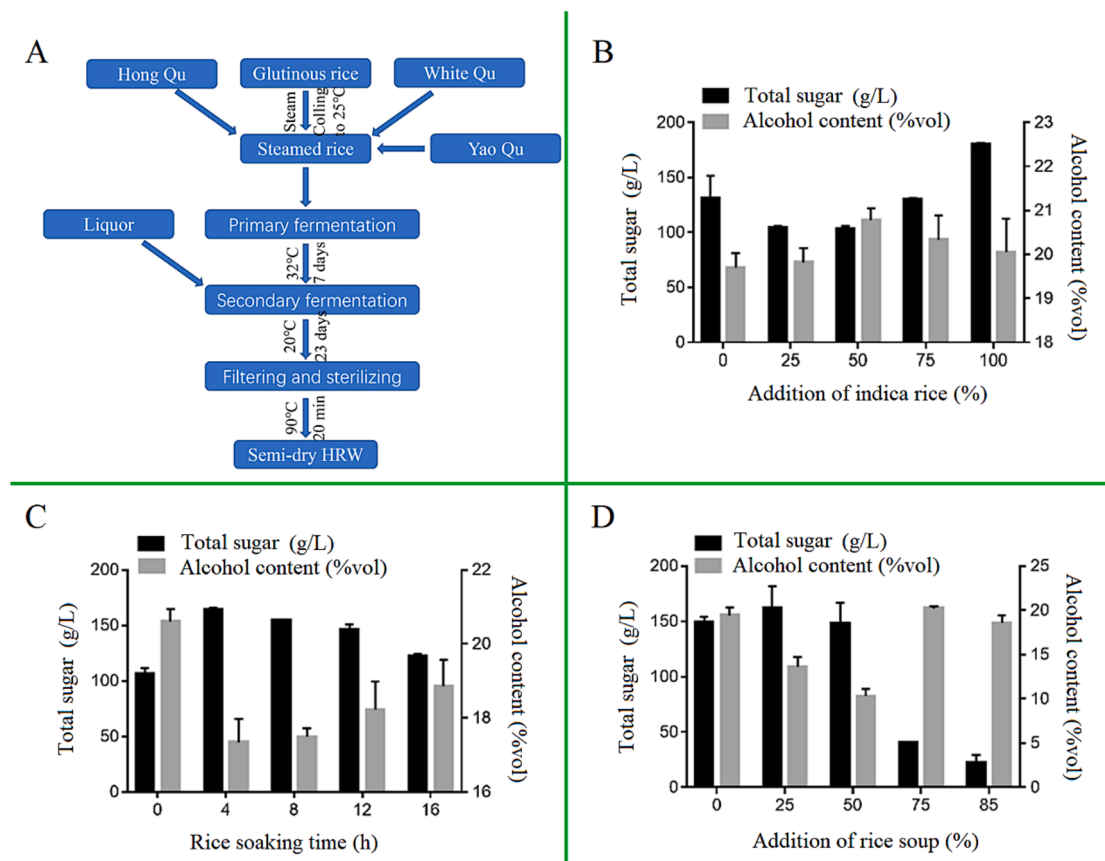 A
Hong Qu
Glutinous rice
White Qu
Steam
Colling
to 25℃
Steamed rice
Yao Qu
Liquor
Primary fermentation
32℃
7 days
Secondary fermentation
20℃
23 days
Filtering and sterilizing
90℃
20 min
Semi-dry HRW
B
Total sugar (g/L)
Alcohol content (%vol)
Total sugar (g/L)
200
150
100
50
0
23
22
21
20
19
18
Alcohol content (%vol)
0 25 50 75 100
Addition of indica rice (%)
C
Total sugar (g/L)
Alcohol content (%vol)
Total sugar (g/L)
200
150
100
50
0
22
20
18
16
Alcohol content (%vol)
0 4 8 12 16
Rice soaking time (h)
D
Total sugar (g/L)
Alcohol content (%vol)
Total sugar (g/L)
200
150
100
50
0
25
20
15
10
5
0
Alcohol content (%vol)
0 25 50 75 85
Addition of rice soup (%)